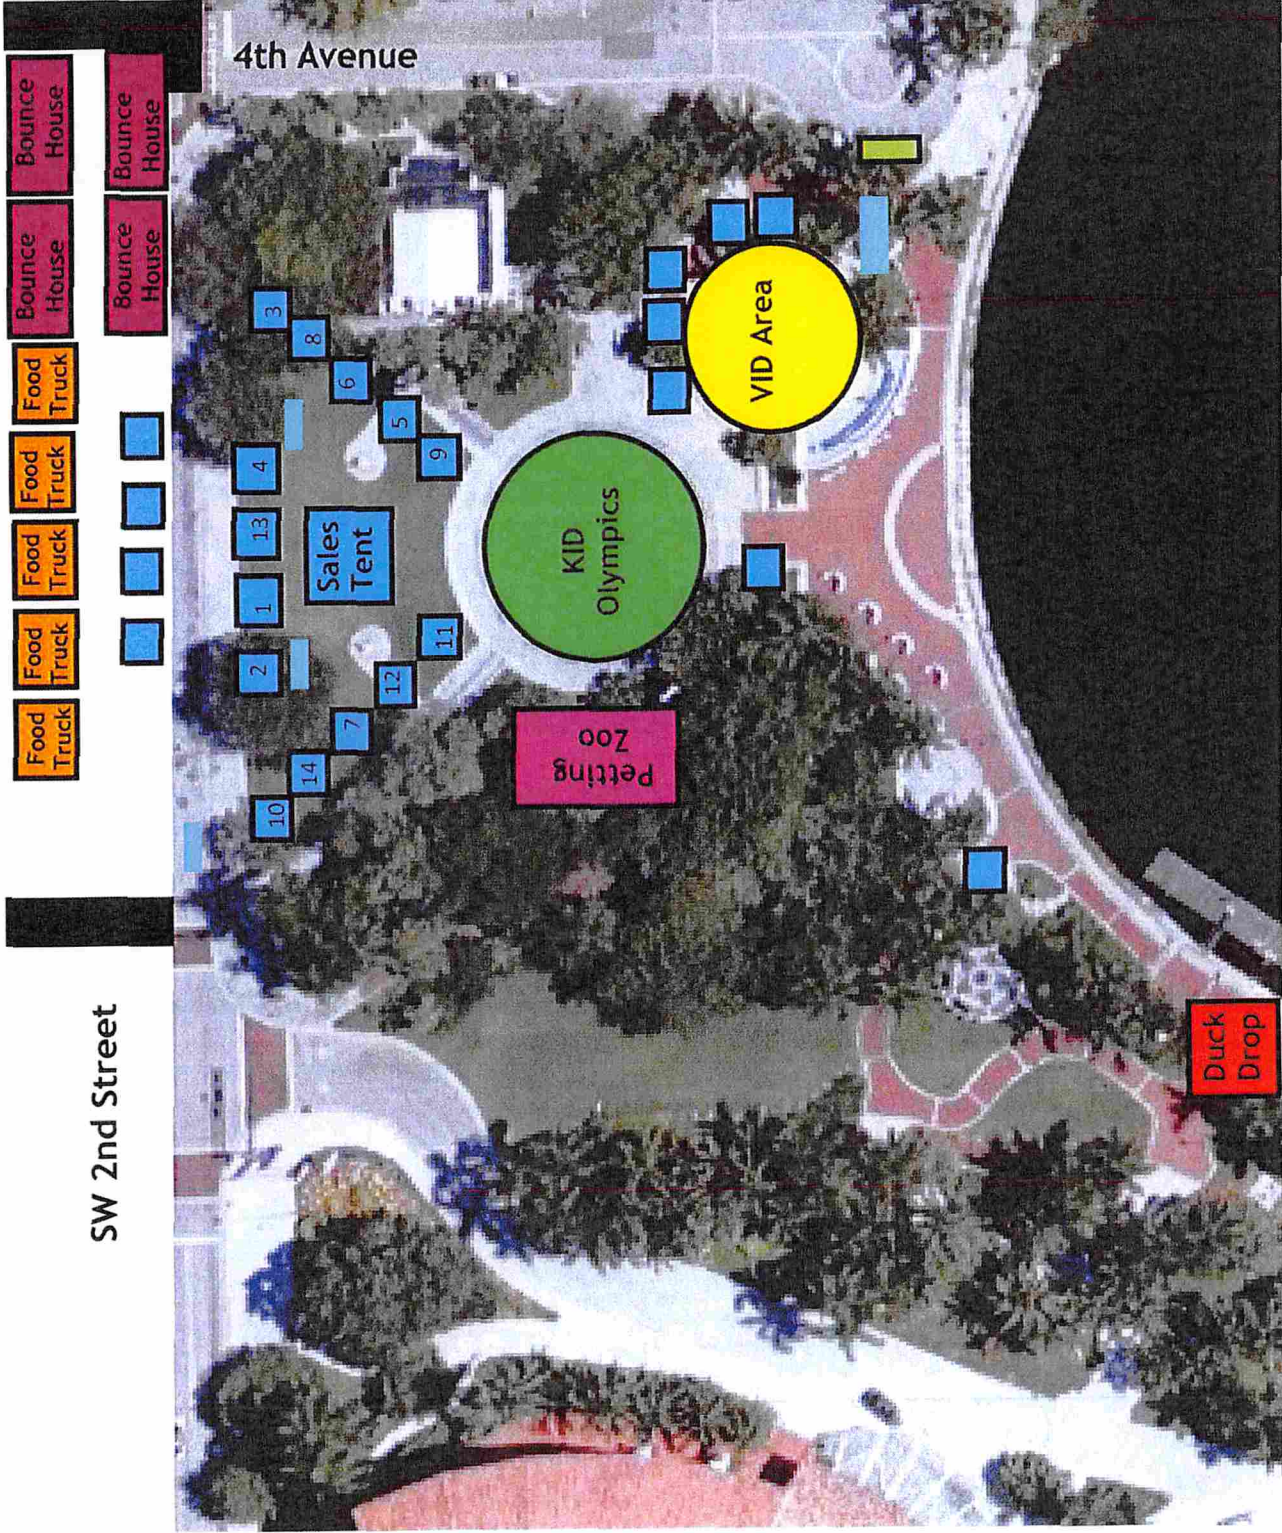 4th Avenue
Bounce
House
Bounce
House
Bounce
House
Bounce
House
Food
Truck
Food
Truck
Food
Truck
Food
Truck
Food
Truck
SW 2nd Street
3
8
6
5
9
4
13
1
2
Sales
Tent
11
12
7
14
10
KID
Olympics
VID Area
Petting
Zoo
Duck
Drop